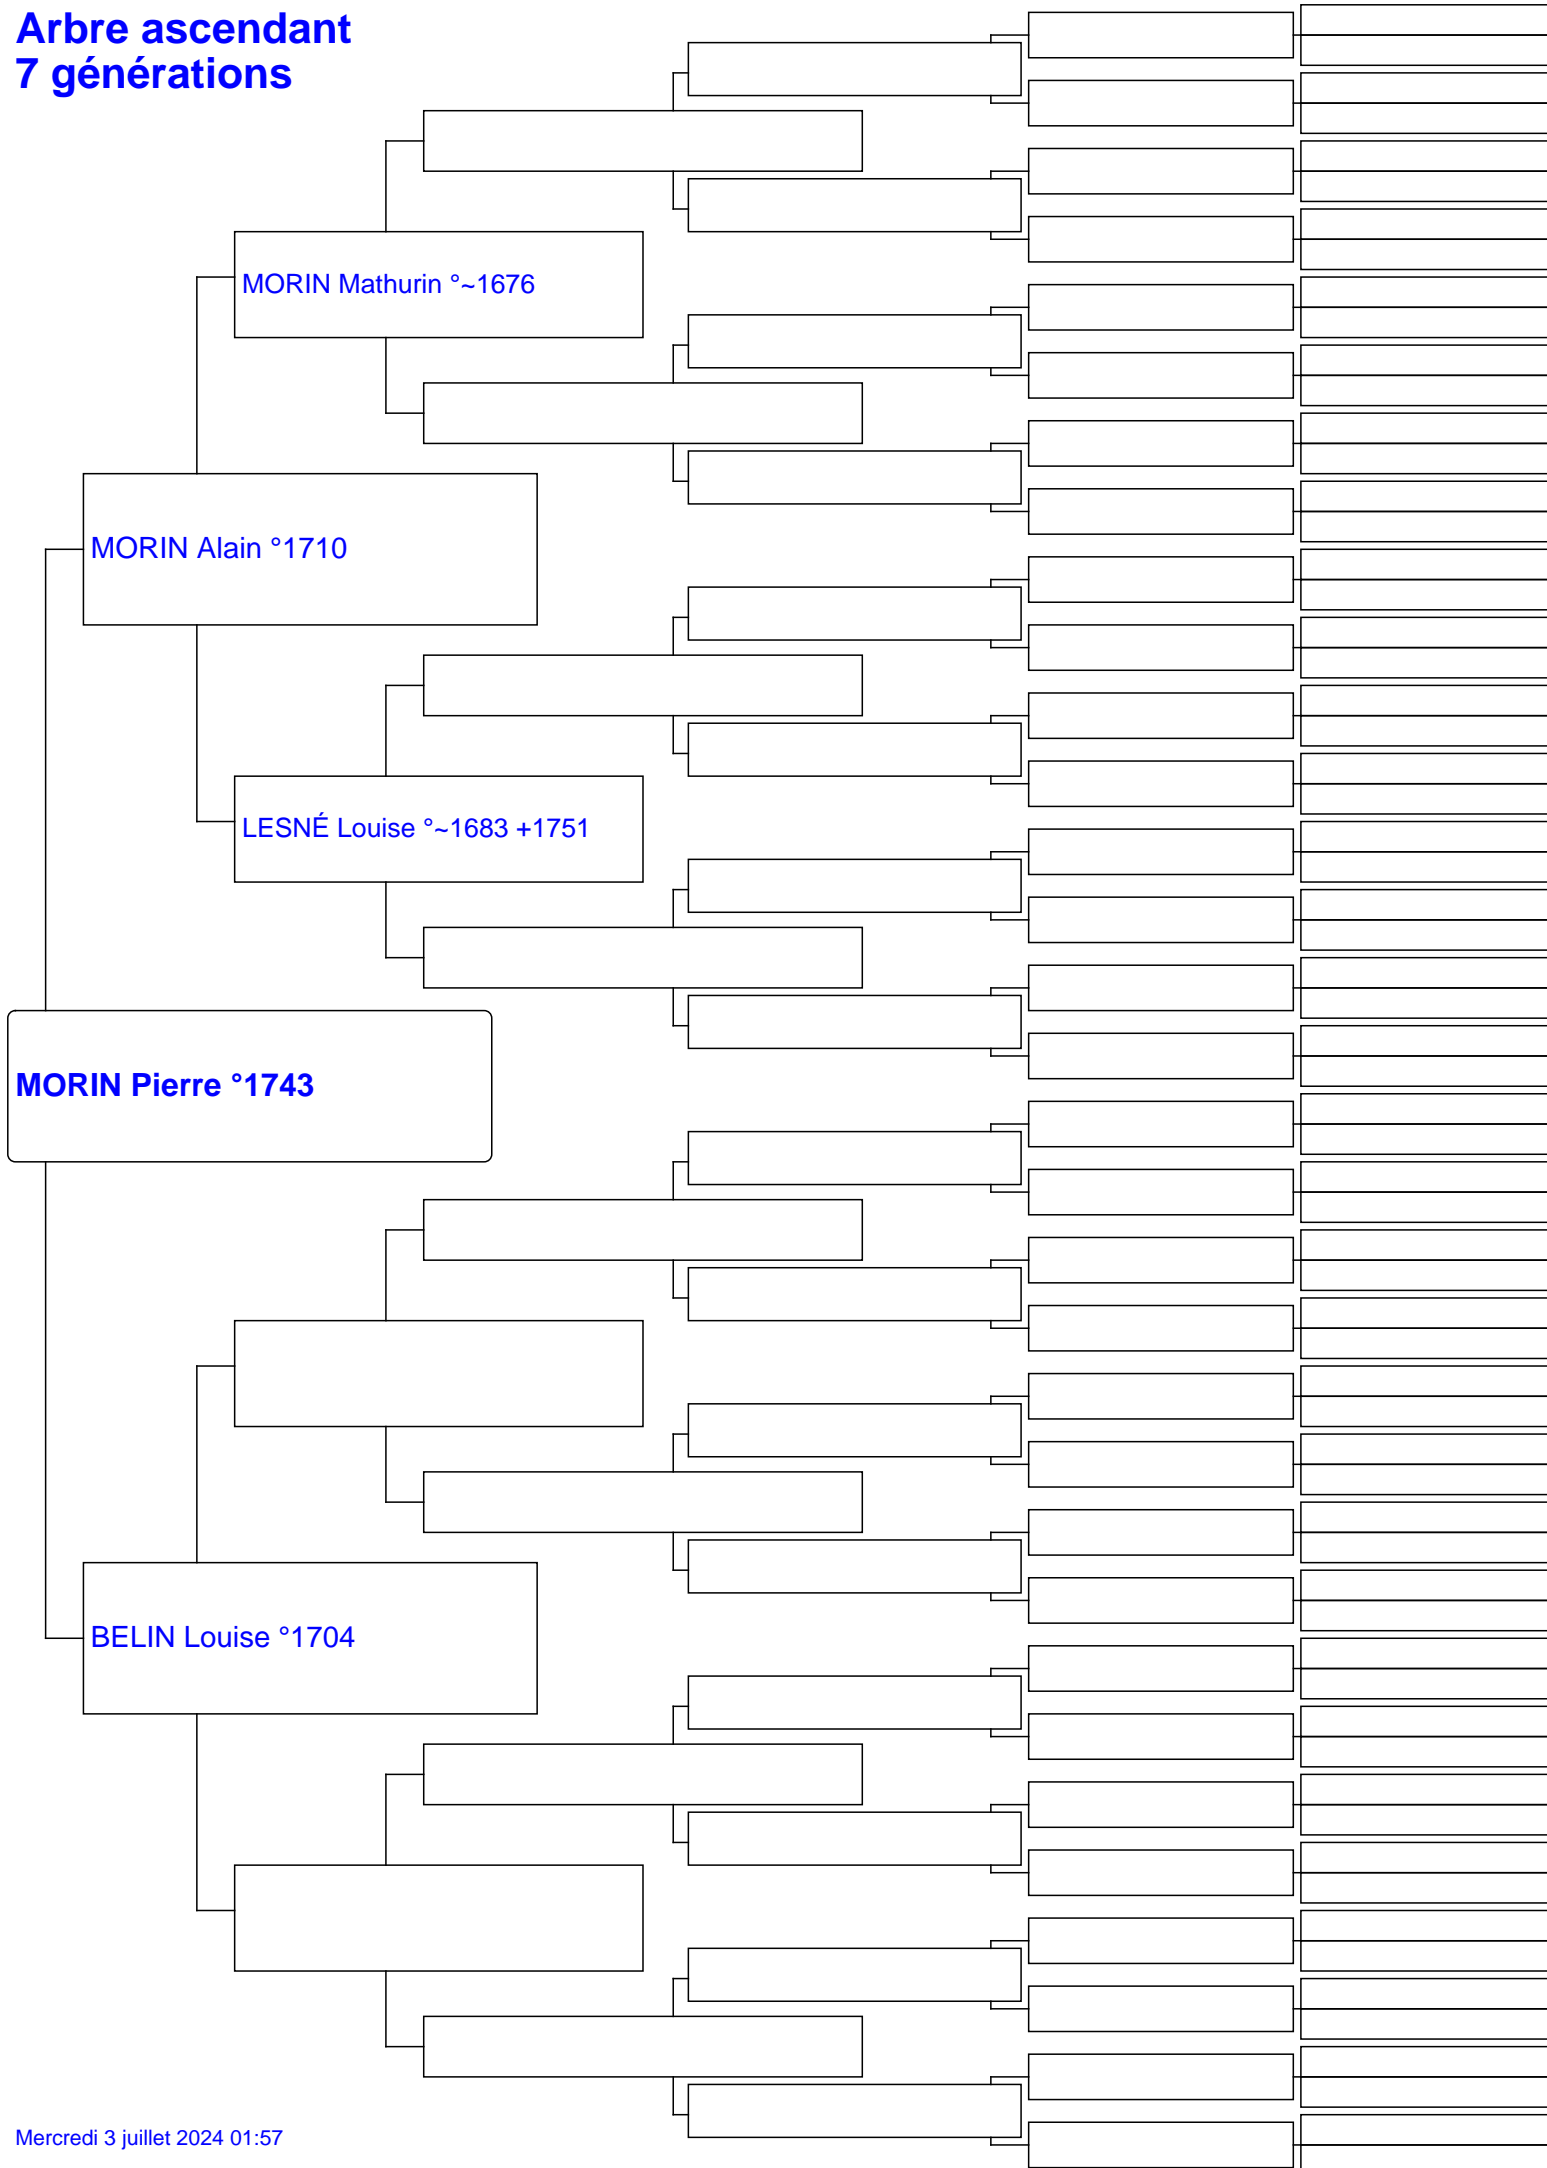 Arbre ascendant
7 générations
MORIN Mathurin °~1676
MORIN Alain °1710
LESNÉ Louise °~1683 +1751
MORIN Pierre °1743
BELIN Louise °1704
Mercredi 3 juillet 2024 01:57